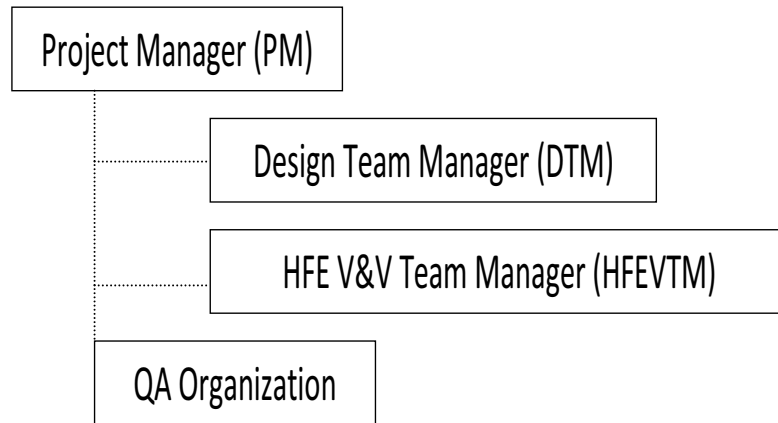 Project Manager (PM)
Design Team Manager (DTM)
HFE V&V Team Manager (HFEVTM)
QA Organization